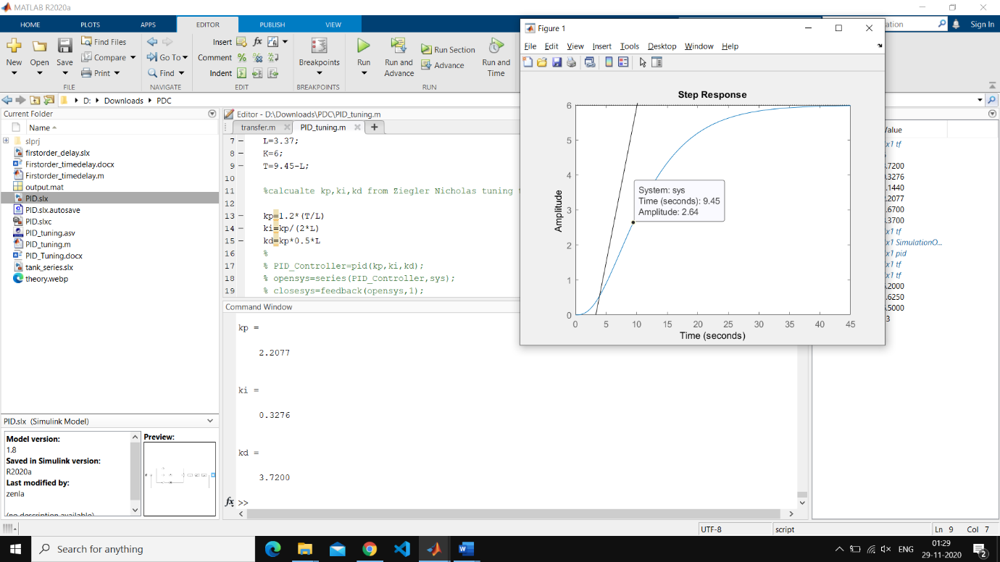 MATLAB R2020a
HOME PLOTS APPS EDITOR PUBLISH VIEW
Sign In
New Open Save Find Files Compare Print
FILE
Go To Find
NAVIGATE
Insert fx
Comment %
Indent
EDIT
Breakpoints
BREAKPOINTS
Run Run and Advance Run Section Advance Run and Time
RUN
D: Downloads PDC
Current Folder
Name
slprj
firstorder_delay.slx
Firstorder_timedelay.docx
Firstorder_timedelay.m
output.mat
PID.slx
PID.slx.autosave
PID.slxc
PID_tuning.asv
PID_tuning.m
PID_Tuning.docx
tank_series.slx
theory.webp
PID.slx (Simulink Model)
Model version:
1.8
Saved in Simulink version:
R2020a
Last modified by:
zenla
(no description available)
Preview:
Editor - D:\Downloads\PDC\PID_tuning.m
transfer.m PID_tuning.m
7 – L=3.37;
8 – K=6;
9 – T=9.45-L;
10
11 %calcualte kp,ki,kd from Ziegler Nicholas tuning
12
13 – kp=1.2*(T/L)
14 – ki=kp/(2*L)
15 – kd=kp*0.5*L
16 %
17 % PID_Controller=pid(kp,ki,kd);
18 % opensys=series(PID_Controller,sys);
19 % closesys=feedback(opensys,1);
Command Window
kp =
2.2077
ki =
0.3276
kd =
3.7200
fx >>
Figure 1
File Edit View Insert Tools Desktop Window Help
Step Response
Amplitude
6
5
4
3
2
1
0
0 5 10 15 20 25 30 35 40 45
Time (seconds)
System: sys
Time (seconds): 9.45
Amplitude: 2.64
Value
x1 tf
.7200
.3276
.1440
.2077
.6700
.3700
x1 tf
x1 SimulationO...
x1 pid
x1 tf
x1 tf
.2000
.6250
.5000
3
UTF-8 script Ln 9 Col 7
Search for anything
ENG
01:29
29-11-2020
2